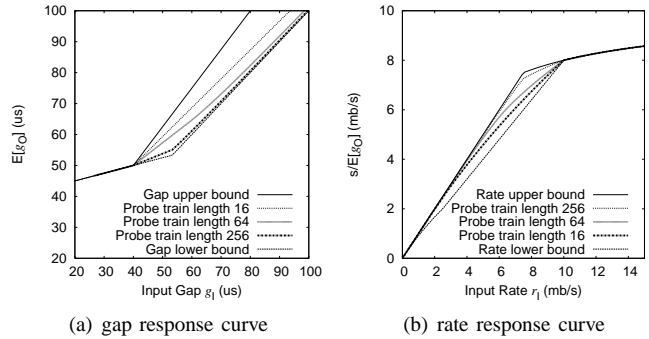 100
90
80
70
60
50
40
30
20
E[gO] (us)
Gap upper bound
Probe train length 16
Probe train length 64
Probe train length 256
Gap lower bound
20 40 60 80 100
Input Gap gI (us)
(a) gap response curve
10
8
6
4
2
0
s/E[gO] (mb/s)
Rate upper bound
Probe train length 256
Probe train length 64
Probe train length 16
Rate lower bound
0 2 4 6 8 10 12 14
Input Rate rI (mb/s)
(b) rate response curve